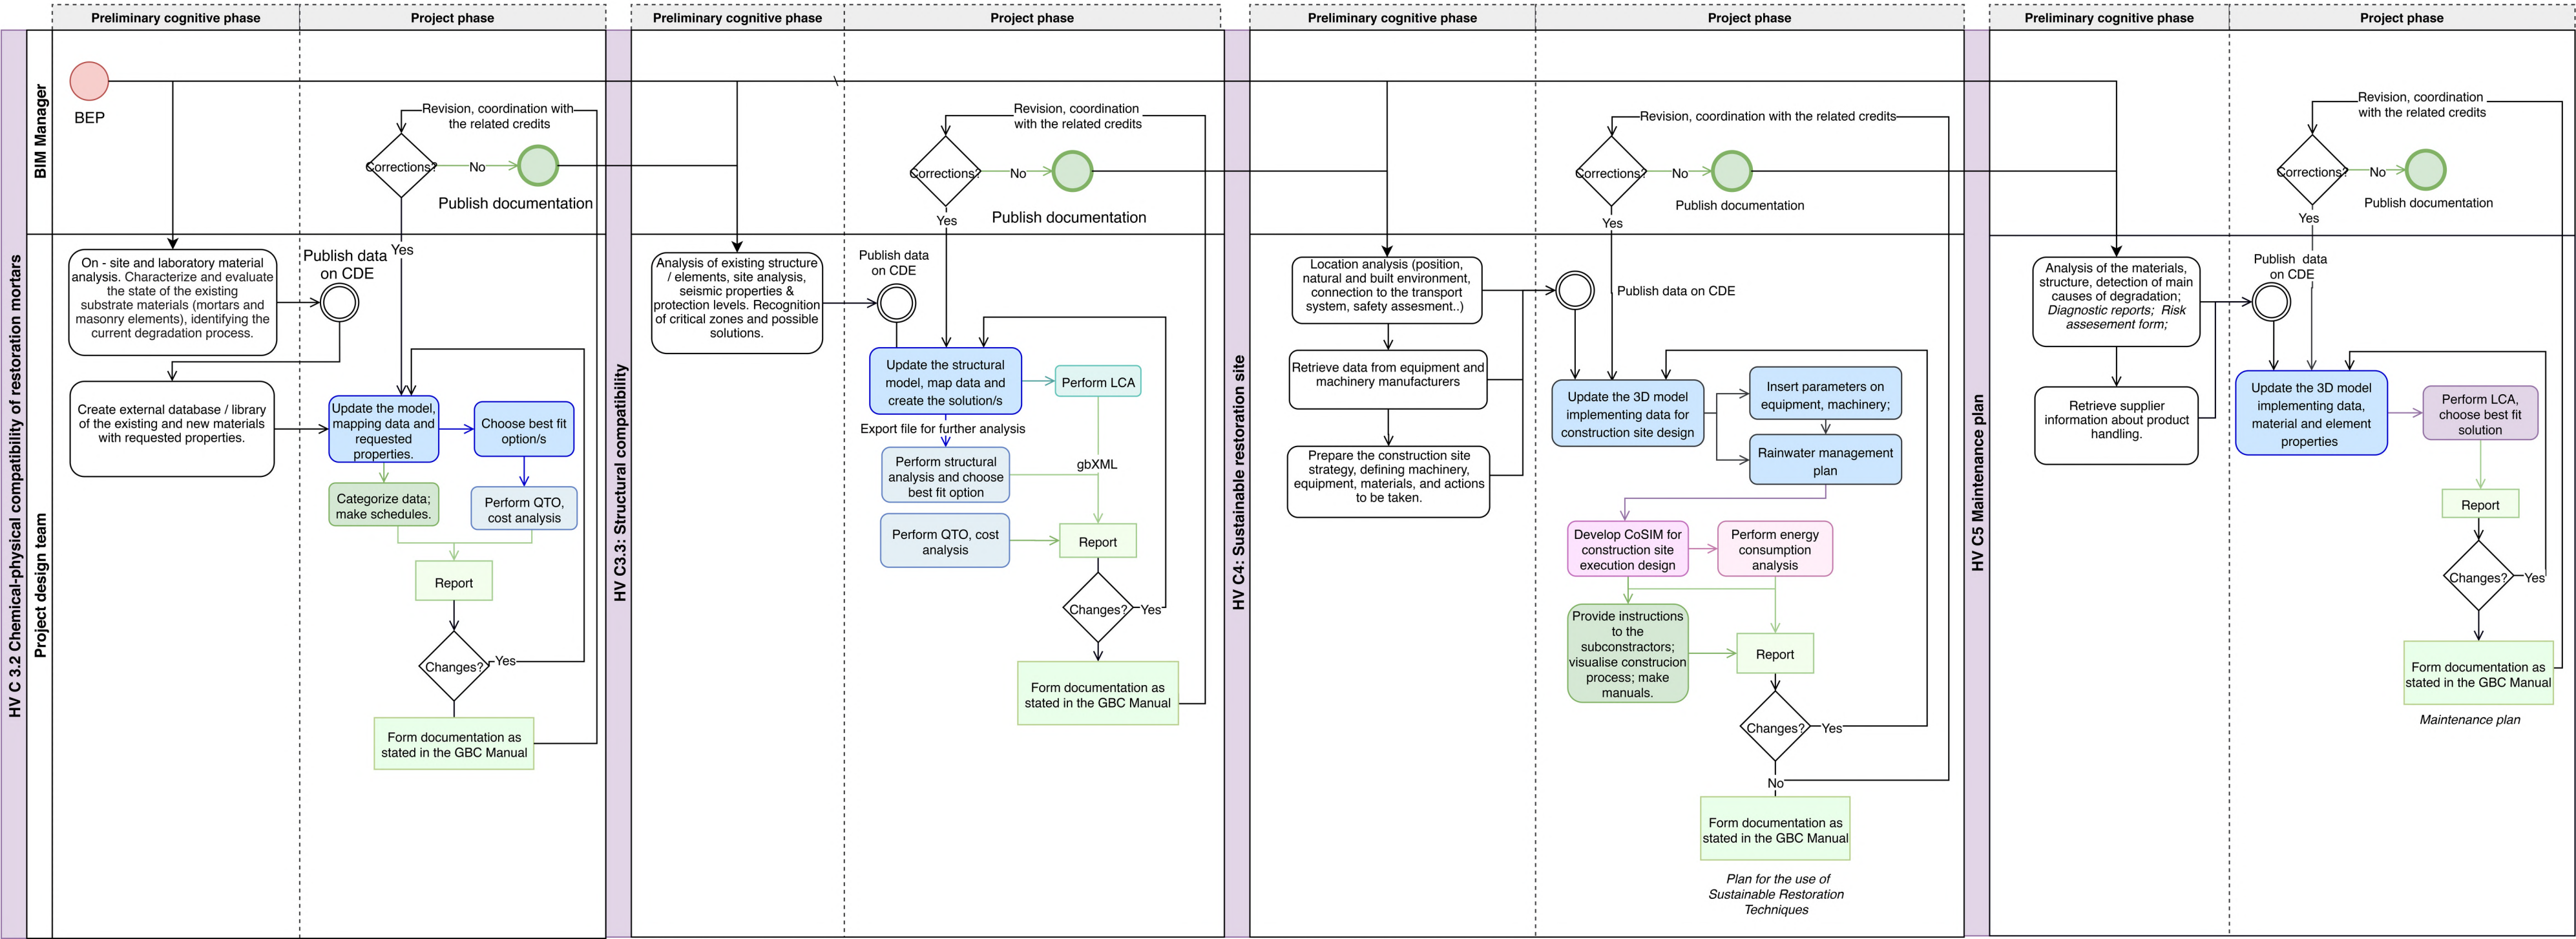 Preliminary cognitive phase
Project phase
Preliminary cognitive phase
Project phase
Preliminary cognitive phase
Project phase
Preliminary cognitive phase
Project phase
HV C 3.2 Chemical-physical compatibility of restoration mortars
BIM Manager
Project design team
BEP
Revision, coordination with
the related credits
Corrections?
No
Publish documentation
Yes
On - site and laboratory material
analysis. Characterize and evaluate
the state of the existing
substrate materials (mortars and
masonry elements), identifying the
current degradation process.
Publish data
on CDE
Create external database / library
of the existing and new materials
with requested properties.
Update the model,
mapping data and
requested
properties.
Choose best fit
option/s
Categorize data;
make schedules.
Perform QTO,
cost analysis
Report
Changes?
Yes
Form documentation as
stated in the GBC Manual
HV C3.3: Structural compatibility
Revision, coordination
with the related credits
Corrections?
No
Publish documentation
Yes
Analysis of existing structure
/ elements, site analysis,
seismic properties &
protection levels. Recognition
of critical zones and possible
solutions.
Publish data
on CDE
Update the structural
model, map data and
create the solution/s
Perform LCA
Export file for further analysis
Perform structural
analysis and choose
best fit option
gbXML
Perform QTO, cost
analysis
Report
Changes?
Yes
Form documentation as
stated in the GBC Manual
HV C4: Sustainable restoration site
Revision, coordination with the related credits
Corrections?
No
Publish documentation
Yes
Location analysis (position,
natural and built environment,
connection to the transport
system, safety assesment..)
Publish data on CDE
Retrieve data from equipment and
machinery manufacturers
Prepare the construction site
strategy, defining machinery,
equipment, materials, and actions
to be taken.
Update the 3D model
implementing data for
construction site design
Insert parameters on
equipment, machinery;
Rainwater management
plan
Develop CoSIM for
construction site
execution design
Perform energy
consumption
analysis
Provide instructions
to the
subconstractors;
visualise construcion
process; make
manuals.
Report
Changes?
Yes
No
Form documentation as
stated in the GBC Manual
Plan for the use of
Sustainable Restoration
Techniques
HV C5 Maintenance plan
Revision, coordination
with the related credits
Corrections?
No
Publish documentation
Yes
Analysis of the materials,
structure, detection of main
causes of degradation;
Diagnostic reports; Risk
assesement form;
Publish data
on CDE
Retrieve supplier
information about product
handling.
Update the 3D model
implementing data,
material and element
properties
Perform LCA,
choose best fit
solution
Report
Changes?
Yes
Form documentation as
stated in the GBC Manual
Maintenance plan